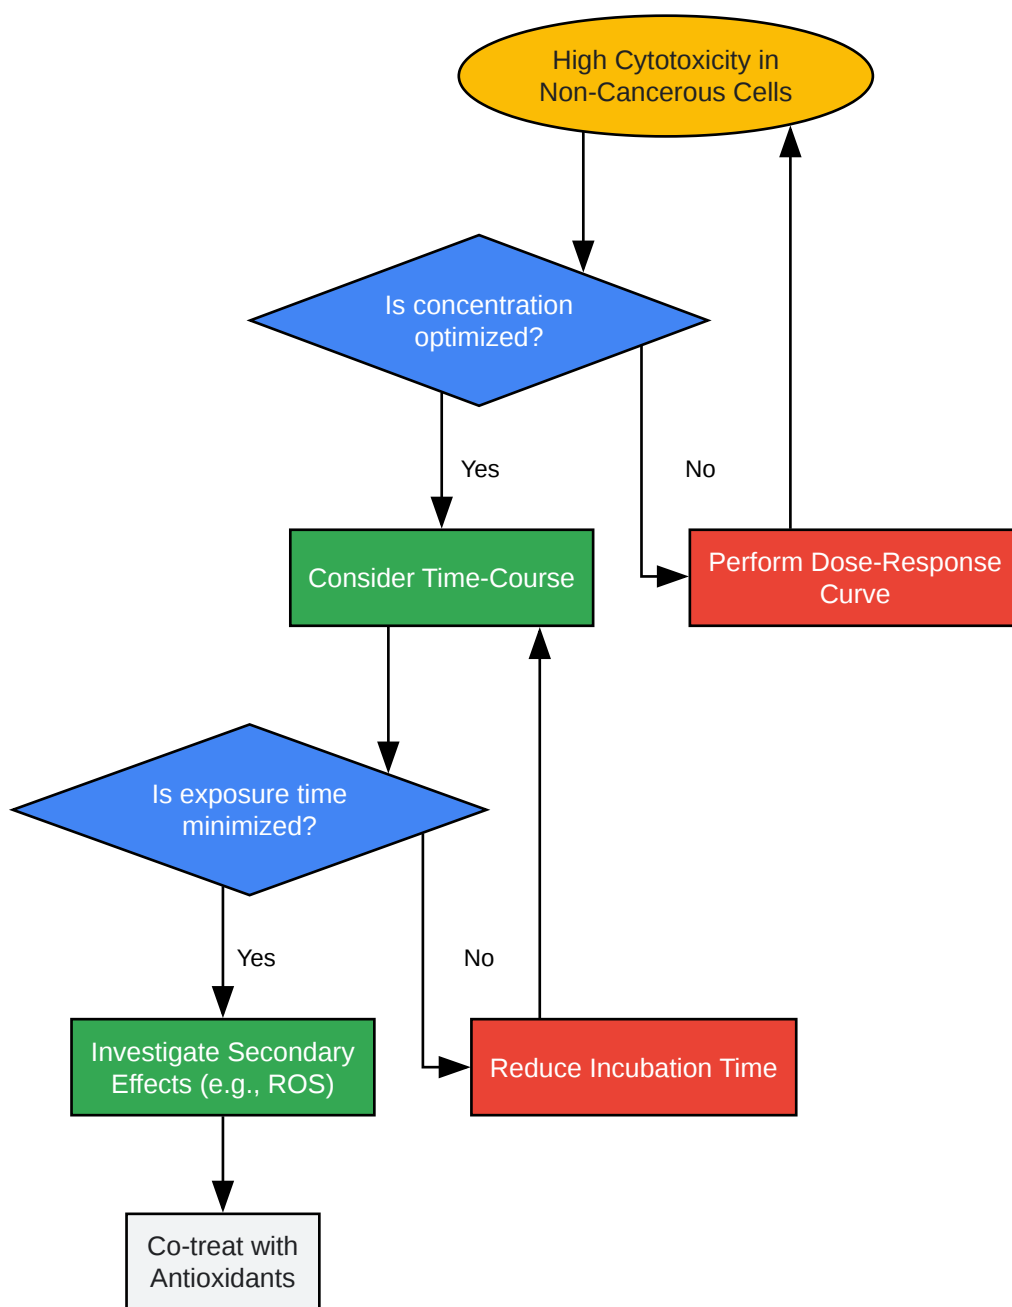 High Cytotoxicity in
Non-Cancerous Cells
Is concentration
optimized?
Yes
No
Consider Time-Course
Perform Dose-Response
Curve
Is exposure time
minimized?
Yes
No
Investigate Secondary
Effects (e.g., ROS)
Reduce Incubation Time
Co-treat with
Antioxidants